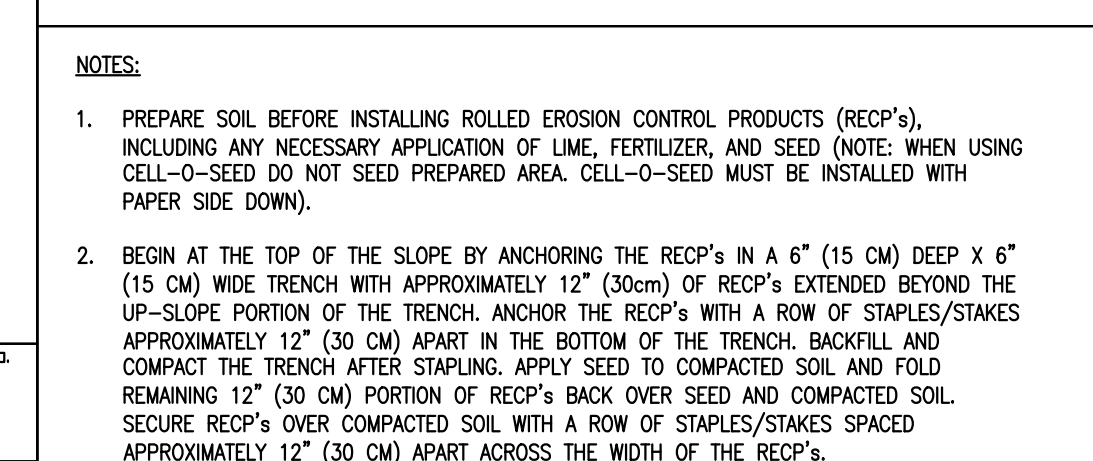 NOTES:
1. PREPARE SOIL BEFORE INSTALLING ROLLED EROSION CONTROL PRODUCTS (RECP's),
INCLUDING ANY NECESSARY APPLICATION OF LIME, FERTILIZER, AND SEED (NOTE: WHEN USING
CELL-O-SEED DO NOT SEED PREPARED AREA. CELL-O-SEED MUST BE INSTALLED WITH
PAPER SIDE DOWN).
2. BEGIN AT THE TOP OF THE SLOPE BY ANCHORING THE RECP's IN A 6" (15 CM) DEEP X 6"
(15 CM) WIDE TRENCH WITH APPROXIMATELY 12" (30cm) OF RECP's EXTENDED BEYOND THE
UP-SLOPE PORTION OF THE TRENCH. ANCHOR THE RECP's WITH A ROW OF STAPLES/STAKES
APPROXIMATELY 12" (30 CM) APART IN THE BOTTOM OF THE TRENCH. BACKFILL AND
COMPACT THE TRENCH AFTER STAPLING. APPLY SEED TO COMPACTED SOIL AND FOLD
REMAINING 12" (30 CM) PORTION OF RECP's BACK OVER SEED AND COMPACTED SOIL.
SECURE RECP's OVER COMPACTED SOIL WITH A ROW OF STAPLES/STAKES SPACED
APPROXIMATELY 12" (30 CM) APART ACROSS THE WIDTH OF THE RECP's.